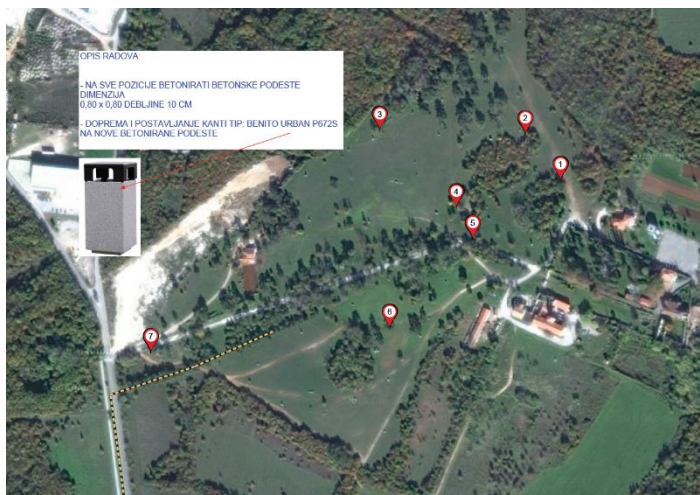 OPIS RADOVA:
- NA SVE POZICIJE BETONIRATI BETONSKE PODESTE
DIMENZIJA
0,80 x 0,80 DEBLJINE 10 CM
- DOPREMA I POSTAVLJANJE KANTI TIP: BENITO URBAN P672S
NA NOVE BETONIRANE PODESTE
3
2
1
4
5
6
7